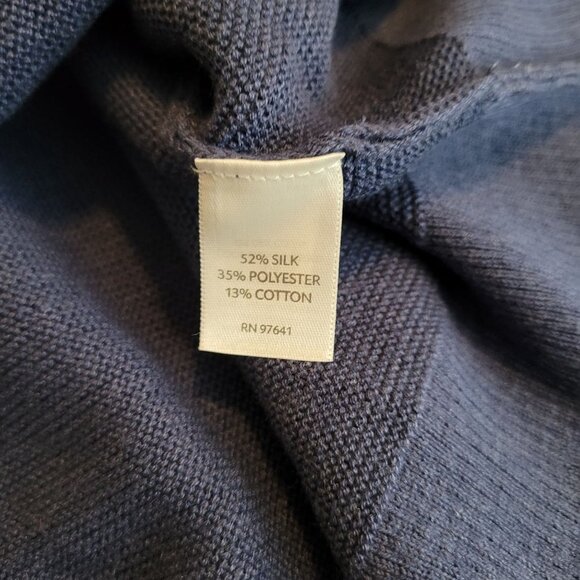 52% SILK
35% POLYESTER
13% COTTON
RN 97641